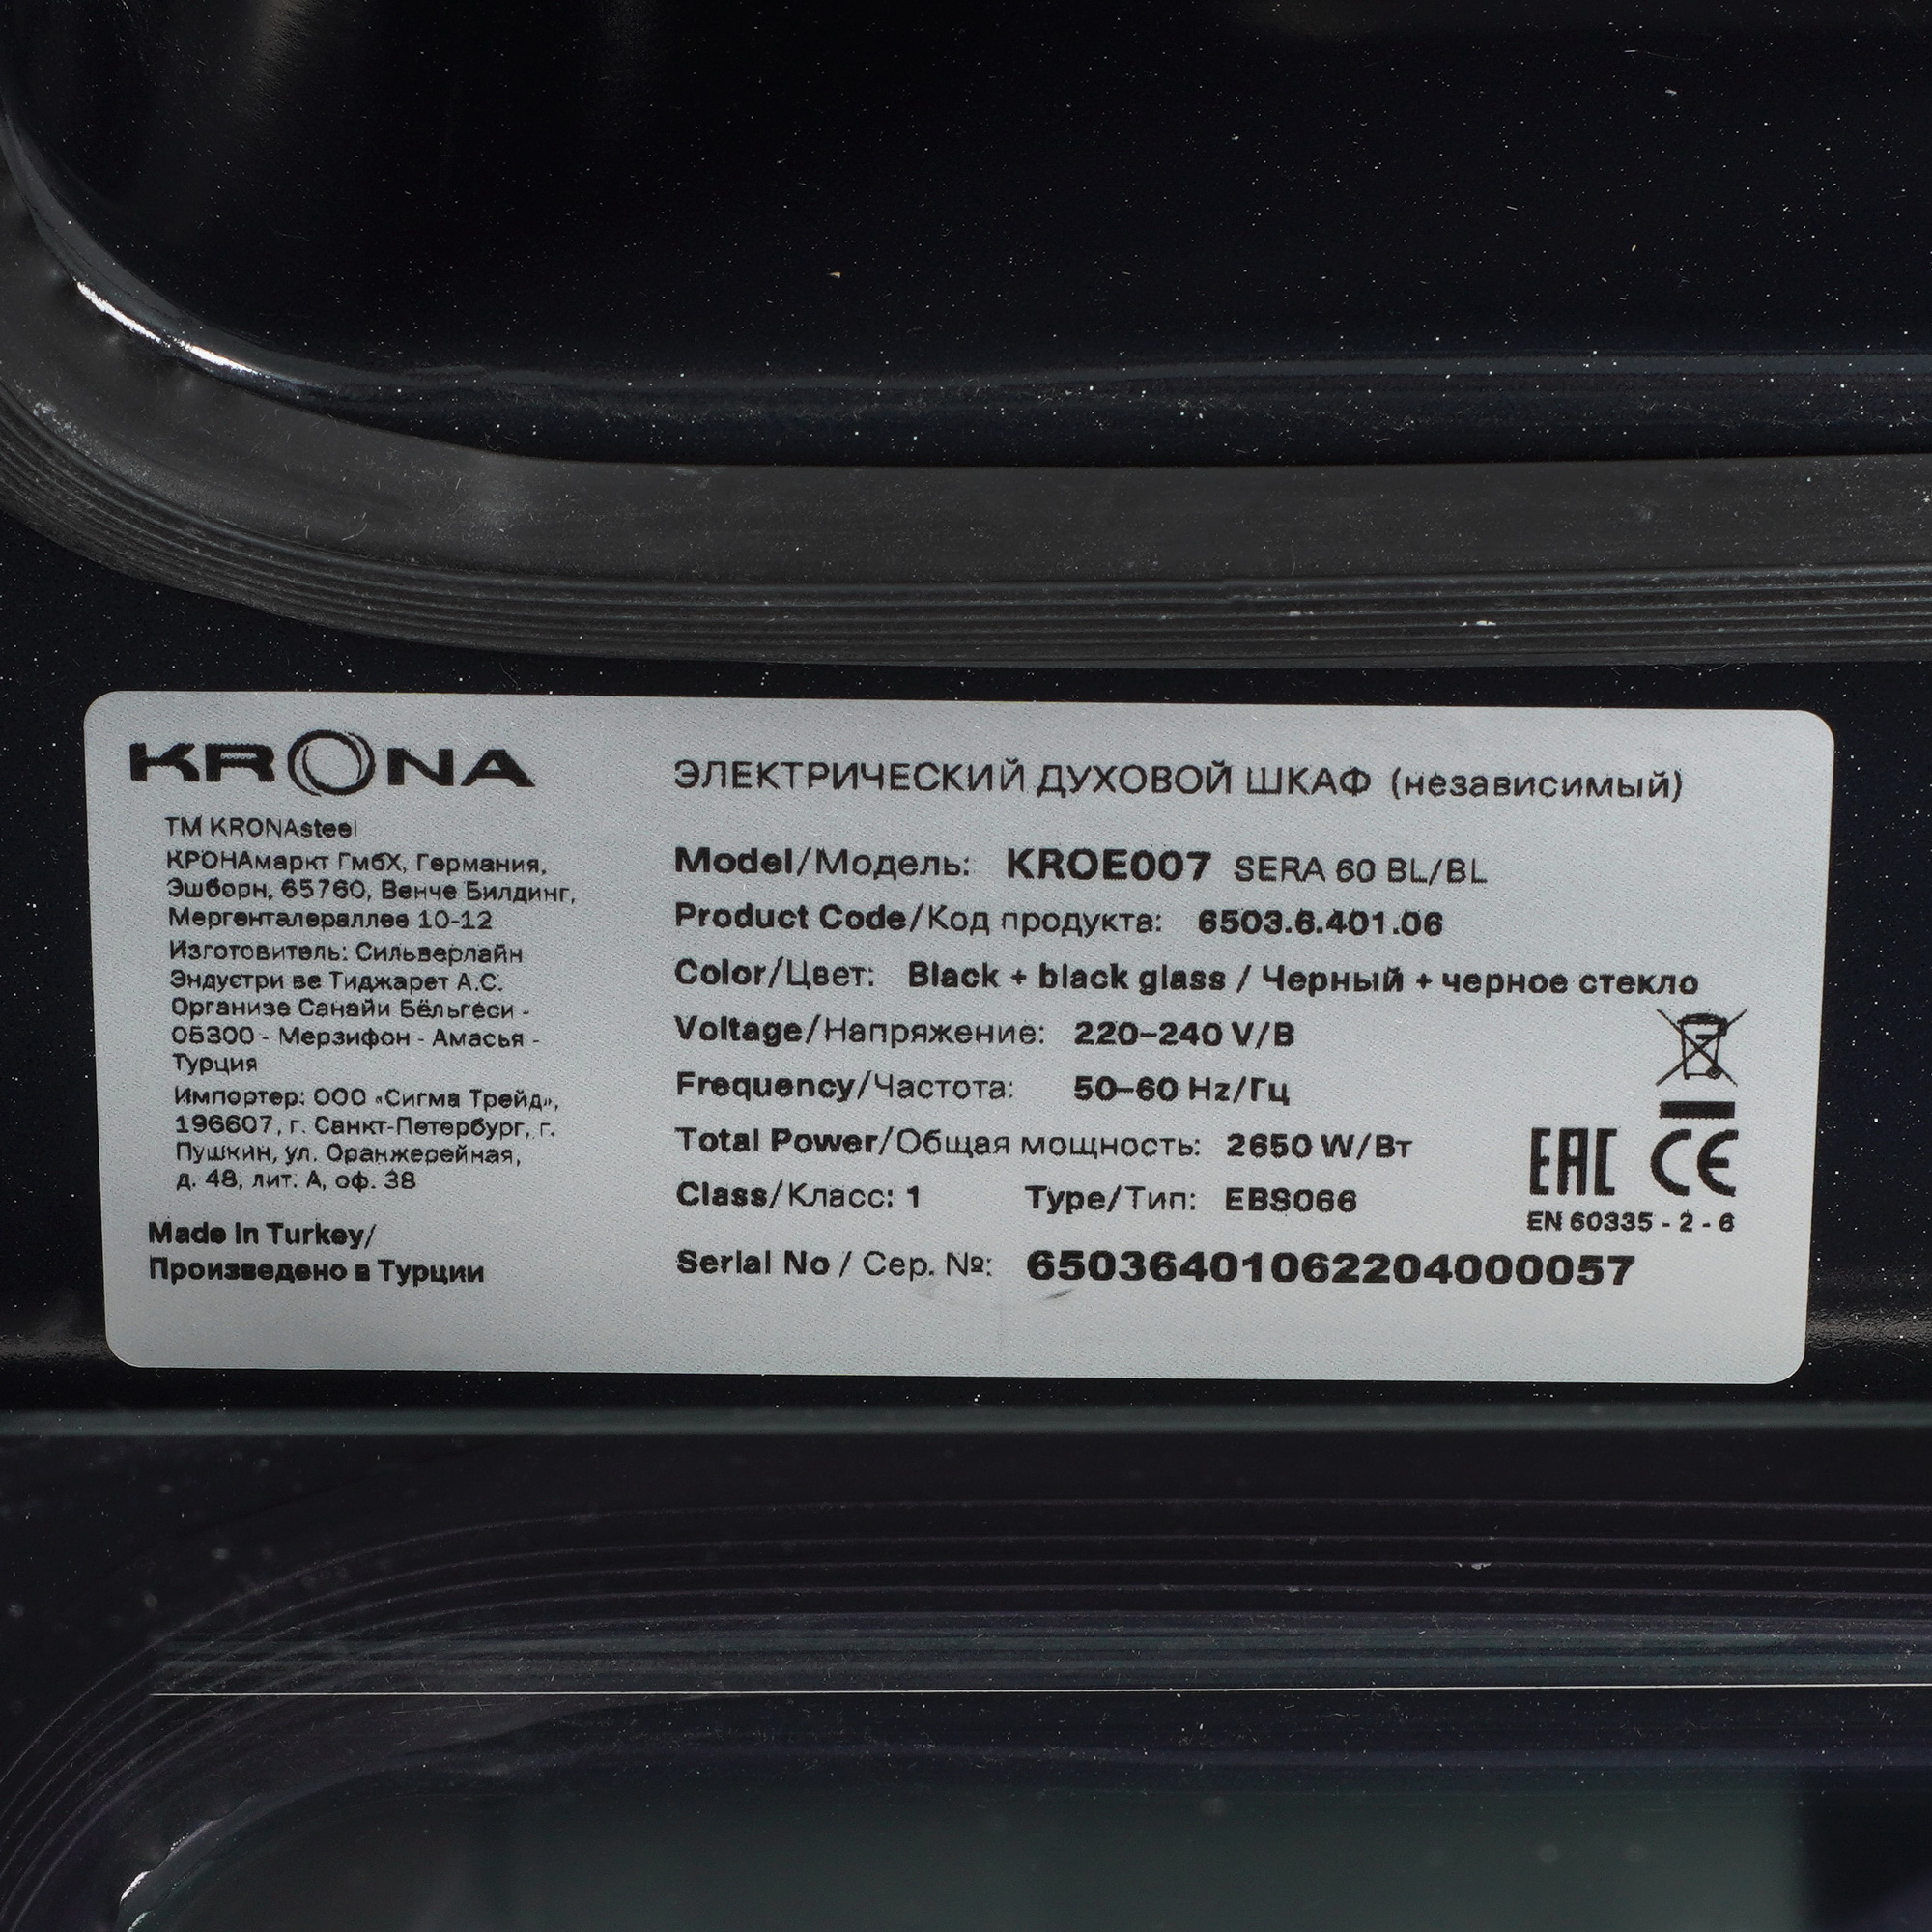 KRONA
TM KRONAsteel
КРОНАмаркт ГмбХ, Германия,
Эшборн, 65760, Венче Билдинг,
Мергенталераллее 10-12
Изготовитель: Сильверлайн
Эндустри ве Тиджарет А.С.
Организе Санайи Бёльгеси -
05300 - Мерзифон - Амасья -
Турция
Импортер: ООО «Сигма Трейд»,
196607, г. Санкт-Петербург, г.
Пушкин, ул. Оранжерейная,
д. 48, лит. А, оф. 38
Made in Turkey/
Произведено в Турции
ЭЛЕКТРИЧЕСКИЙ ДУХОВОЙ ШКАФ (независимый)
Model/Модель: KROE007 SERA 60 BL/BL
Product Code/Код продукта: 6503.6.401.06
Color/Цвет: Black + black glass / Черный + черное стекло
Voltage/Напряжение: 220–240 V/В
Frequency/Частота: 50–60 Hz/Гц
Total Power/Общая мощность: 2650 W/Вт
Class/Класс: 1 Type/Тип: EBS066
Serial No / Сер. №: 65036401062204000057
EAC CE
EN 60335 - 2 - 6